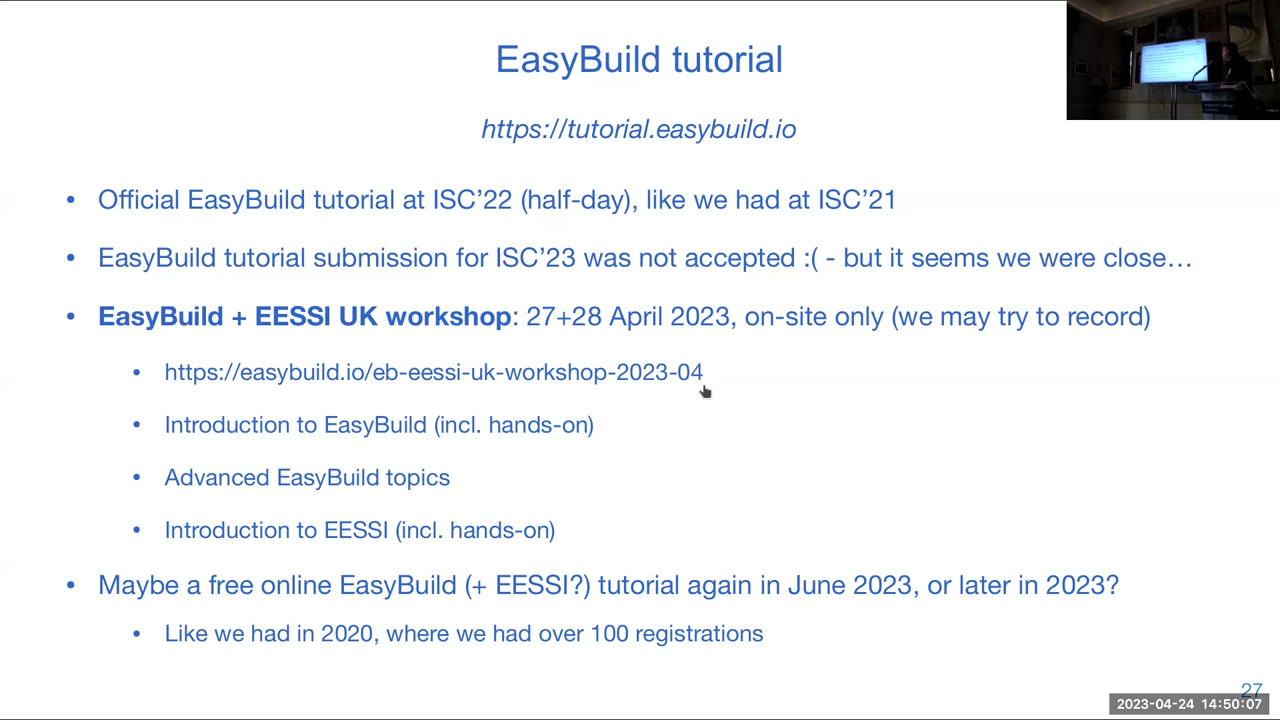 EasyBuild tutorial
https://tutorial.easybuild.io
• Official EasyBuild tutorial at ISC’22 (half-day), like we had at ISC’21
• EasyBuild tutorial submission for ISC’23 was not accepted :( - but it seems we were close…
• EasyBuild + EESSI UK workshop: 27+28 April 2023, on-site only (we may try to record)
• https://easybuild.io/eb-eessi-uk-workshop-2023-04
• Introduction to EasyBuild (incl. hands-on)
• Advanced EasyBuild topics
• Introduction to EESSI (incl. hands-on)
• Maybe a free online EasyBuild (+ EESSI?) tutorial again in June 2023, or later in 2023?
• Like we had in 2020, where we had over 100 registrations
27
2023-04-24 14:50:07